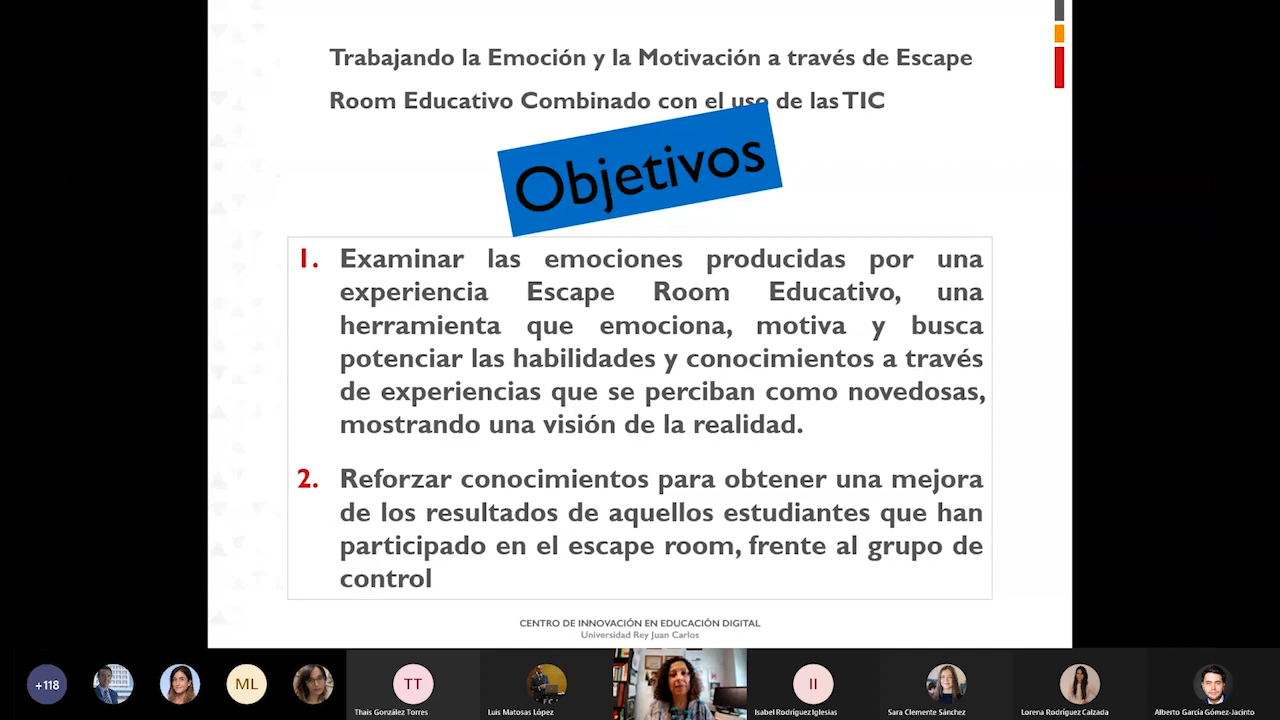 Trabajando la Emoción y la Motivación a través de Escape
Room Educativo Combinado con el uso de las TIC
Objetivos
1. Examinar las emociones producidas por una
experiencia Escape Room Educativo, una
herramienta que emociona, motiva y busca
potenciar las habilidades y conocimientos a través
de experiencias que se perciban como novedosas,
mostrando una visión de la realidad.
2. Reforzar conocimientos para obtener una mejora
de los resultados de aquellos estudiantes que han
participado en el escape room, frente al grupo de
control
CENTRO DE INNOVACIÓN EN EDUCACIÓN DIGITAL
Universidad Rey Juan Carlos
+118
ML
TT
II
Thais González Torres
Luis Matosas López
Isabel Rodríguez Iglesias
Sara Clemente Sánchez
Lorena Rodríguez Calzada
Alberto García Gómez-Jacinto